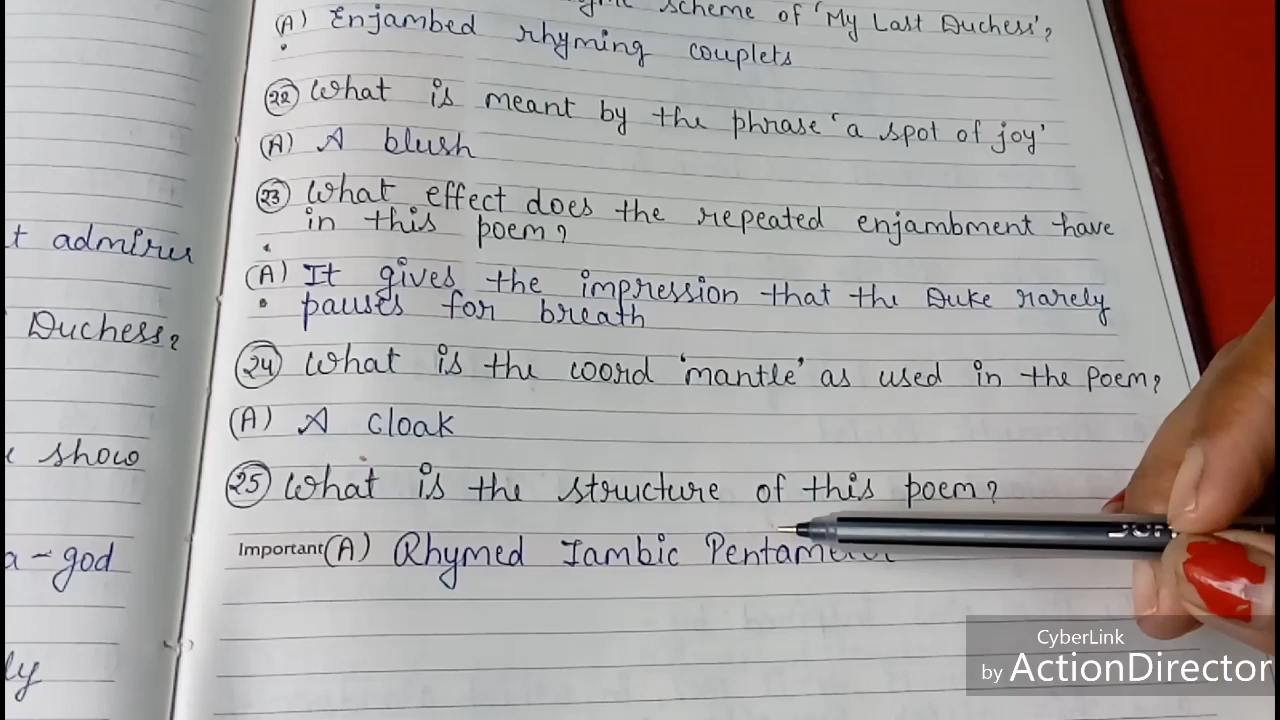 scheme of 'My Last Duchess'?
(A) Enjambed rhyming couplets
22 What is meant by the phrase 'a spot of joy'
(A) A blush
23 What effect does the repeated enjambment have
in this poem?
(A) It gives the impression that the Duke rarely
pauses for breath
24 What is the word 'mantle' as used in the poem?
(A) A cloak
25 What is the structure of this poem?
Important (A) Rhymed Iambic
t admires
Duchess?
show
a-god
ly
CyberLink
by ActionDirector